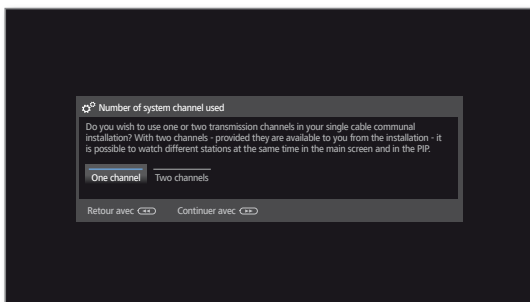 Number of system channel used
Do you wish to use one or two transmission channels in your single cable communal
installation? With two channels - provided they are available to you from the installation - it
is possible to watch different stations at the same time in the main screen and in the PIP.
One channel Two channels
Retour avec Continuer avec